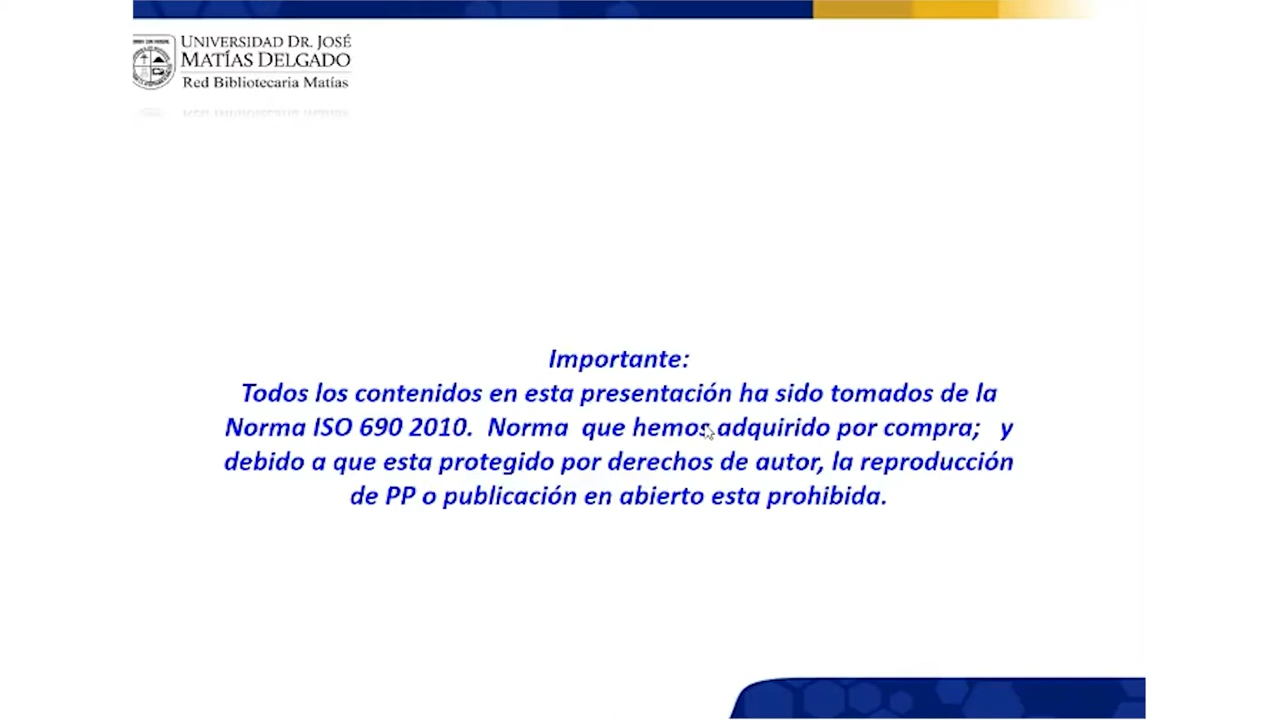 UNIVERSIDAD DR. JOSÉ
MATÍAS DELGADO
Red Bibliotecaria Matías
Importante:
Todos los contenidos en esta presentación ha sido tomados de la
Norma ISO 690 2010. Norma que hemos adquirido por compra; y
debido a que esta protegido por derechos de autor, la reproducción
de PP o publicación en abierto esta prohibida.